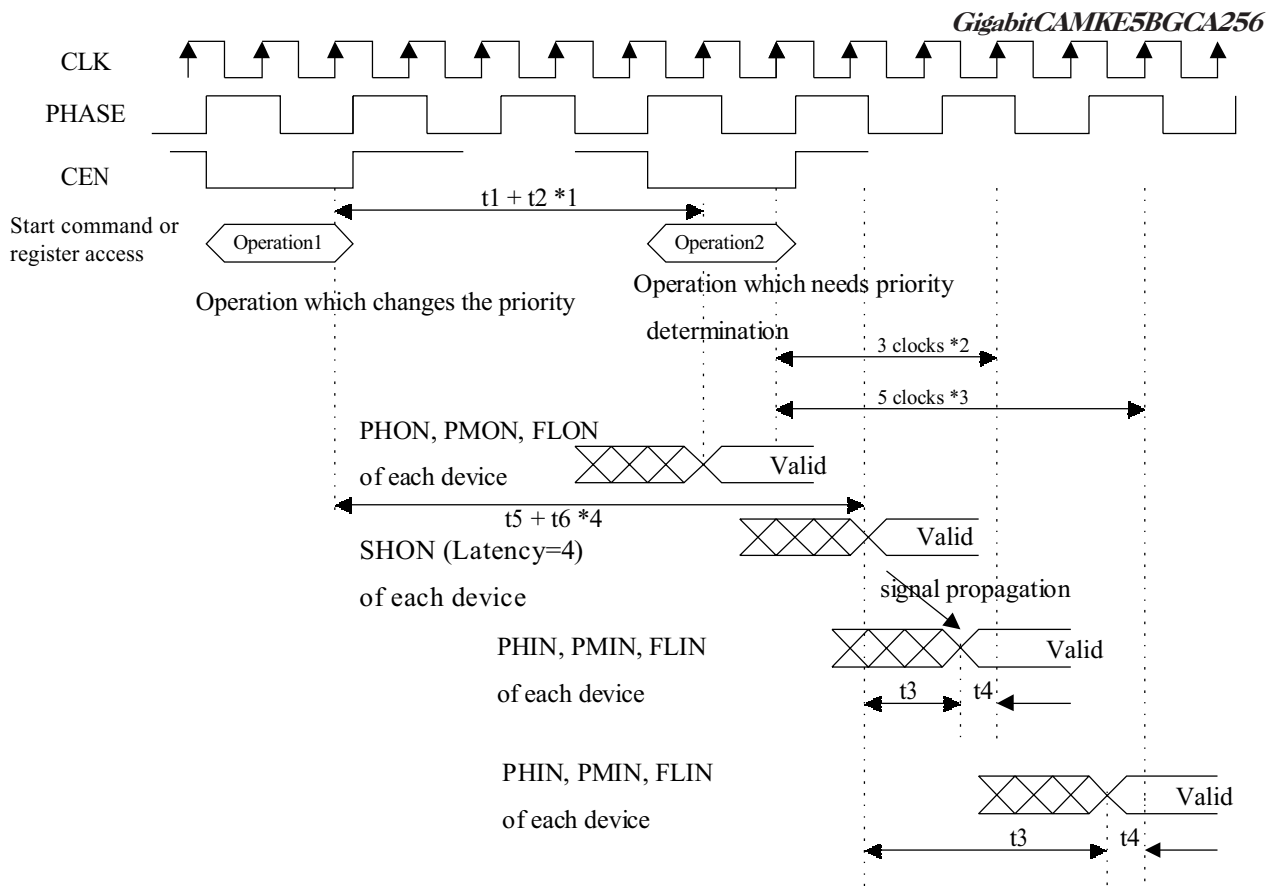 GigabitCAMKE5BGCA256
CLK
PHASE
CEN
t1 + t2 *1
Start command or
register access
Operation1
Operation2
Operation which changes the priority
Operation which needs priority
determination
3 clocks *2
5 clocks *3
PHON, PMON, FLON
of each device
Valid
t5 + t6 *4
SHON (Latency=4)
of each device
Valid
signal propagation
PHIN, PMIN, FLIN
of each device
Valid
t3
t4
PHIN, PMIN, FLIN
of each device
Valid
t3
t4